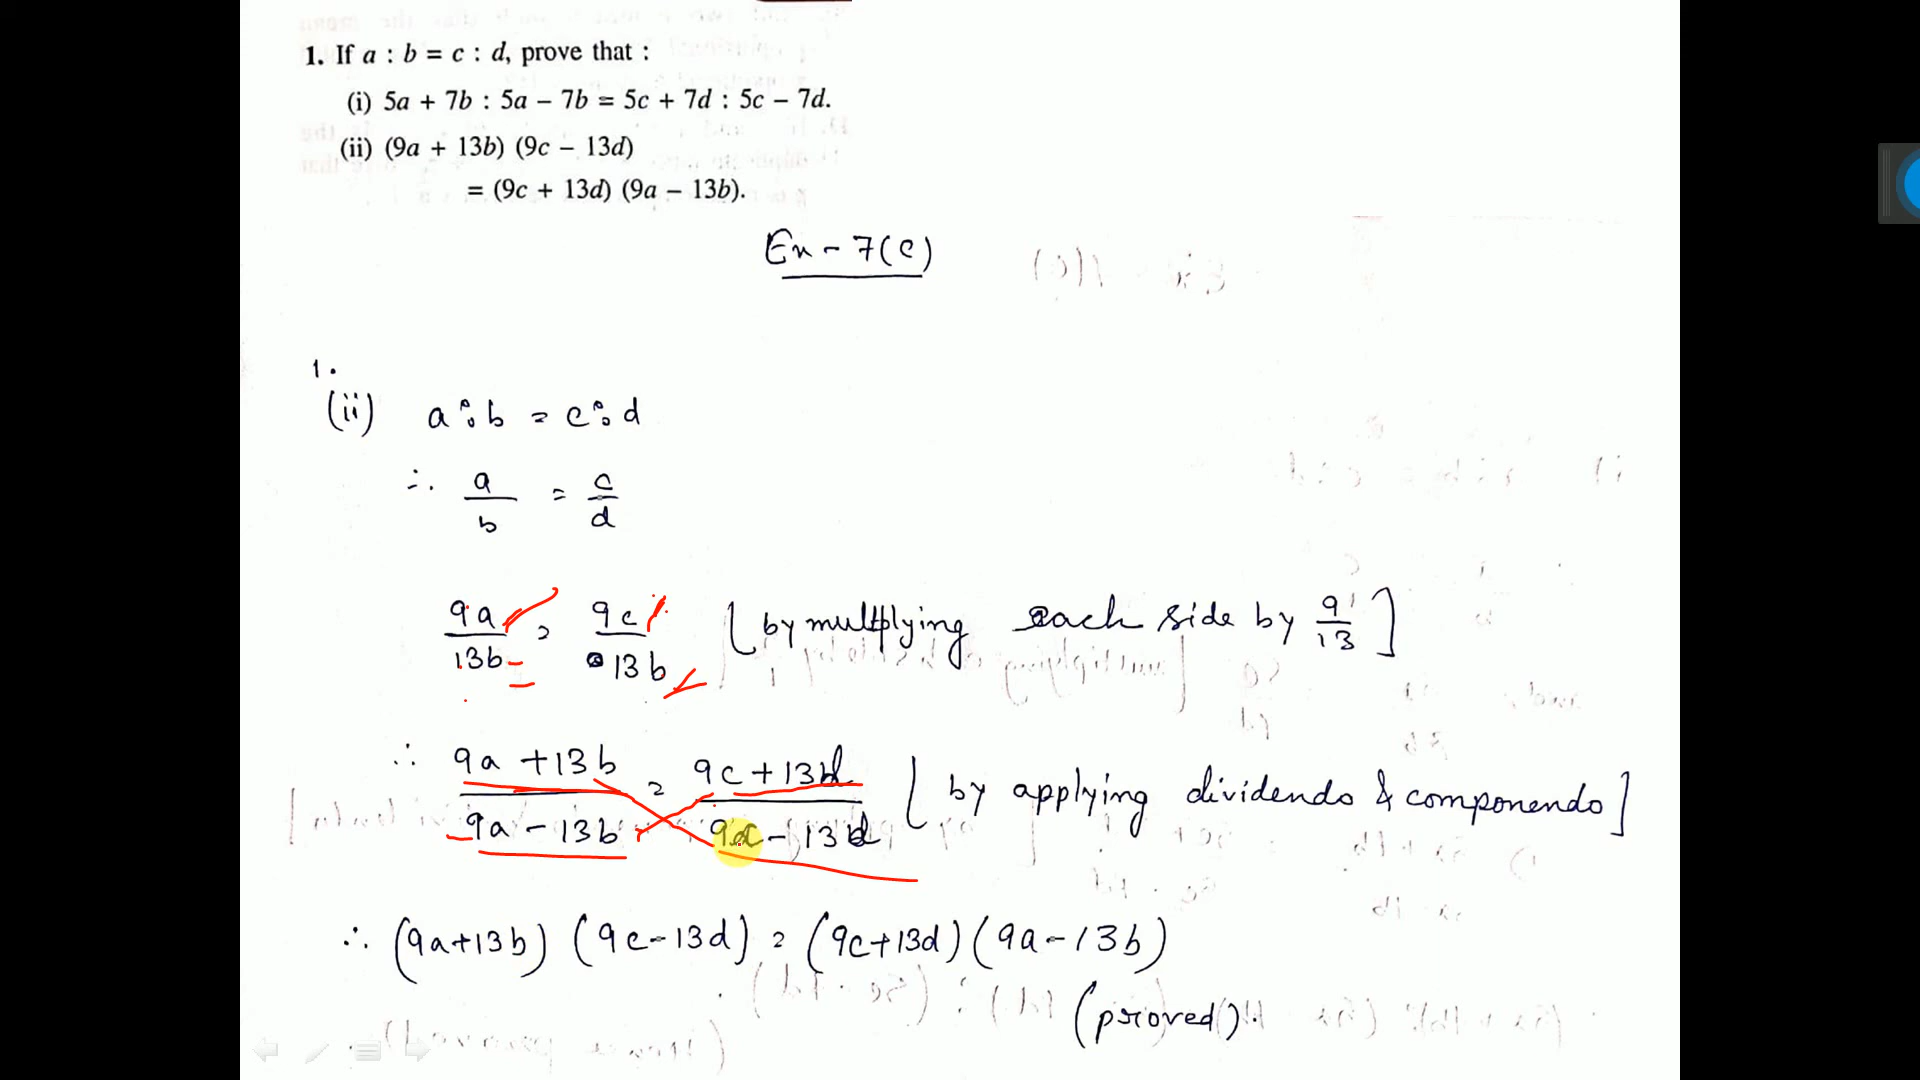 1. If a : b = c : d, prove that :
(i) 5a + 7b : 5a − 7b = 5c + 7d : 5c − 7d.
(ii) (9a + 13b) (9c − 13d)
= (9c + 13d) (9a − 13b).
Ex - 7(C)
1.
(ii) a : b = c : d
∴ a/b = c/d
9a/13b = 9c/13b [by multiplying each side by 9/13]
∴ (9a + 13b)/(9a − 13b) = (9c + 13d)/(9c − 13d) [by applying dividendo & componendo]
∴ (9a+13b) (9c−13d) = (9c+13d) (9a−13b)
(proved).